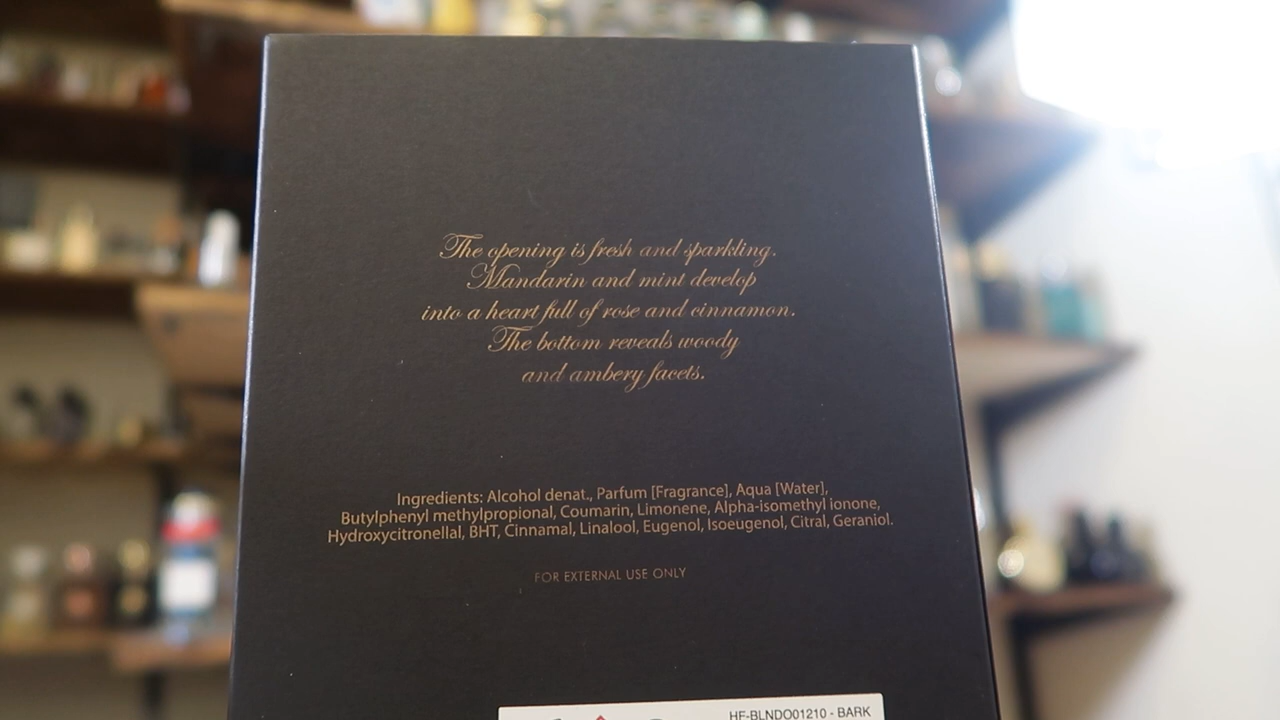 The opening is fresh and sparkling.
Mandarin and mint develop
into a heart full of rose and cinnamon.
The bottom reveals woody
and ambery facets.
Ingredients: Alcohol denat., Parfum [Fragrance], Aqua [Water],
Butylphenyl methylpropional, Coumarin, Limonene, Alpha-isomethyl ionone,
Hydroxycitronellal, BHT, Cinnamal, Linalool, Eugenol, Isoeugenol, Citral, Geraniol.
FOR EXTERNAL USE ONLY
HF-BLNDO01210 - BARK